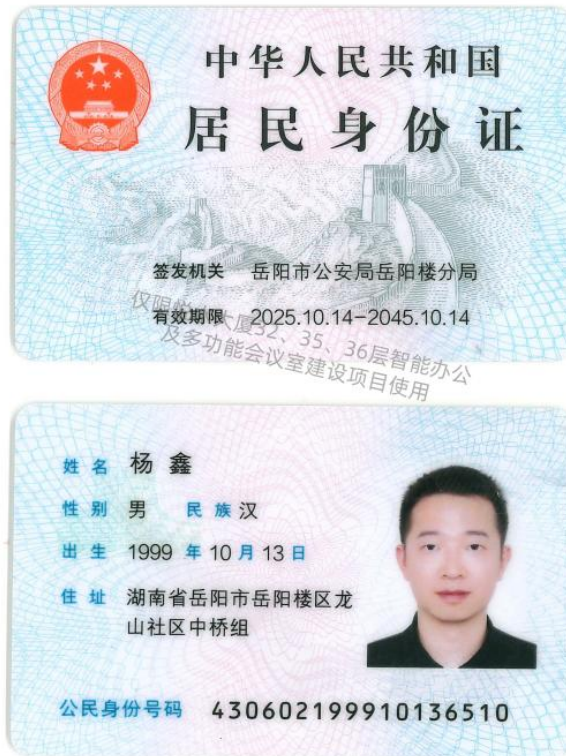 中华人民共和国
居民身份证
签发机关 岳阳市公安局岳阳楼分局
有效期限 2025.10.14-2045.10.14
仅限 大厦32、35、36层智能办公
及多功能会议室建设项目使用
姓名 杨鑫
性别 男 民族 汉
出生 1999 年 10 月 13 日
住址 湖南省岳阳市岳阳楼区龙
山社区中桥组
公民身份号码 430602199910136510